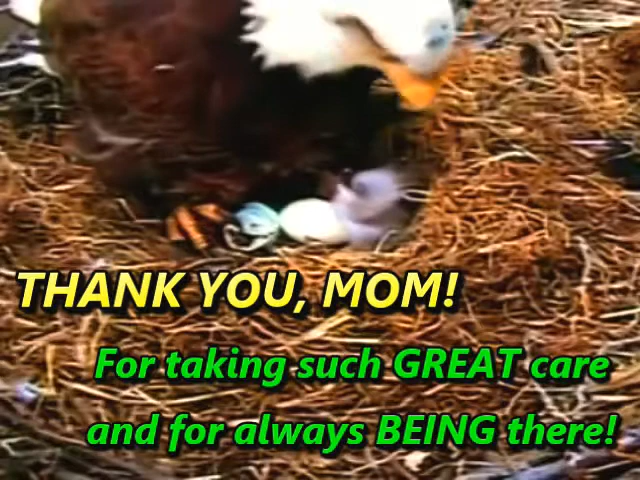 THANK YOU, MOM!
For taking such GREAT care
and for always BEING there!